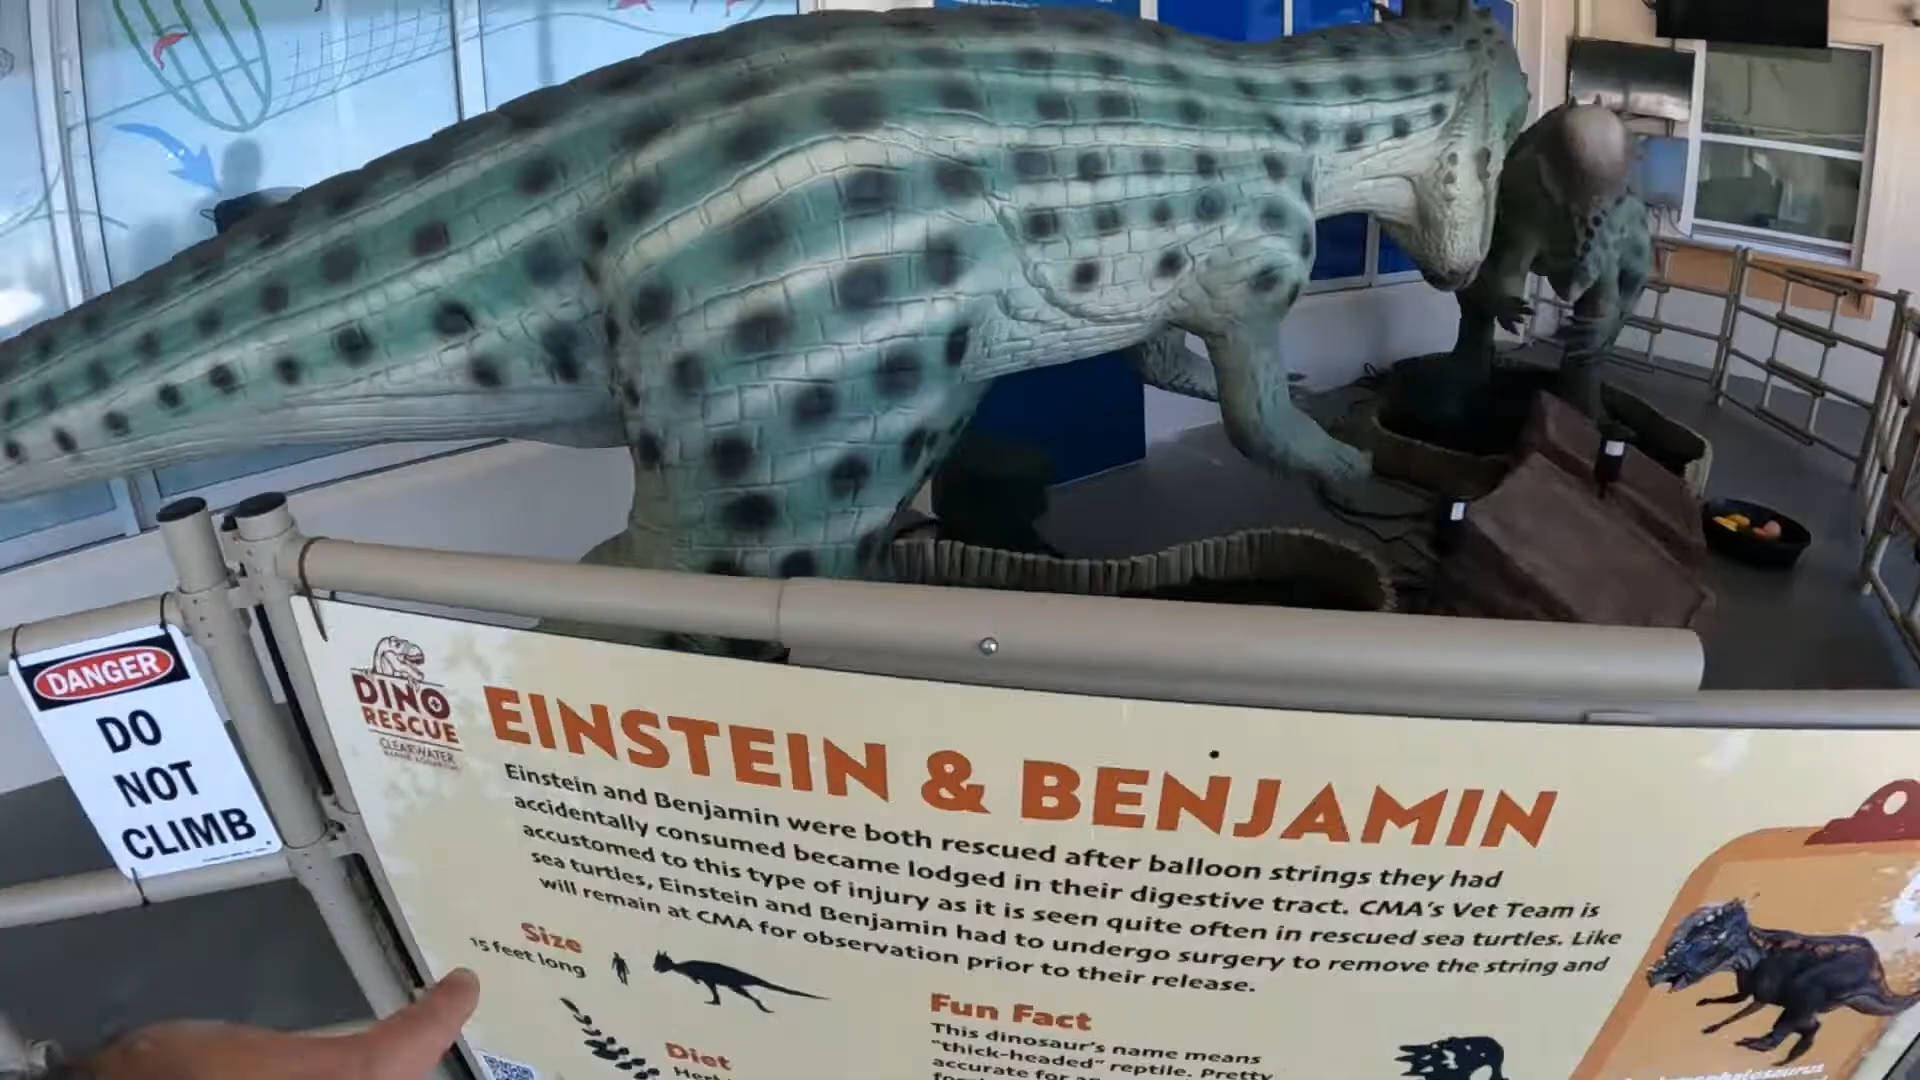 DANGER
DO
NOT
CLIMB
DINO
RESCUE
CLEARWATER
MARINE AQUARIUM
EINSTEIN & BENJAMIN
Einstein and Benjamin were both rescued after balloon strings they had
accidentally consumed became lodged in their digestive tract. CMA's Vet Team is
accustomed to this type of injury as it is seen quite often in rescued sea turtles. Like
sea turtles, Einstein and Benjamin had to undergo surgery to remove the string and
will remain at CMA for observation prior to their release.
Size
15 feet long
Diet
Fun Fact
This dinosaur's name means
"thick-headed" reptile. Pretty
accurate for